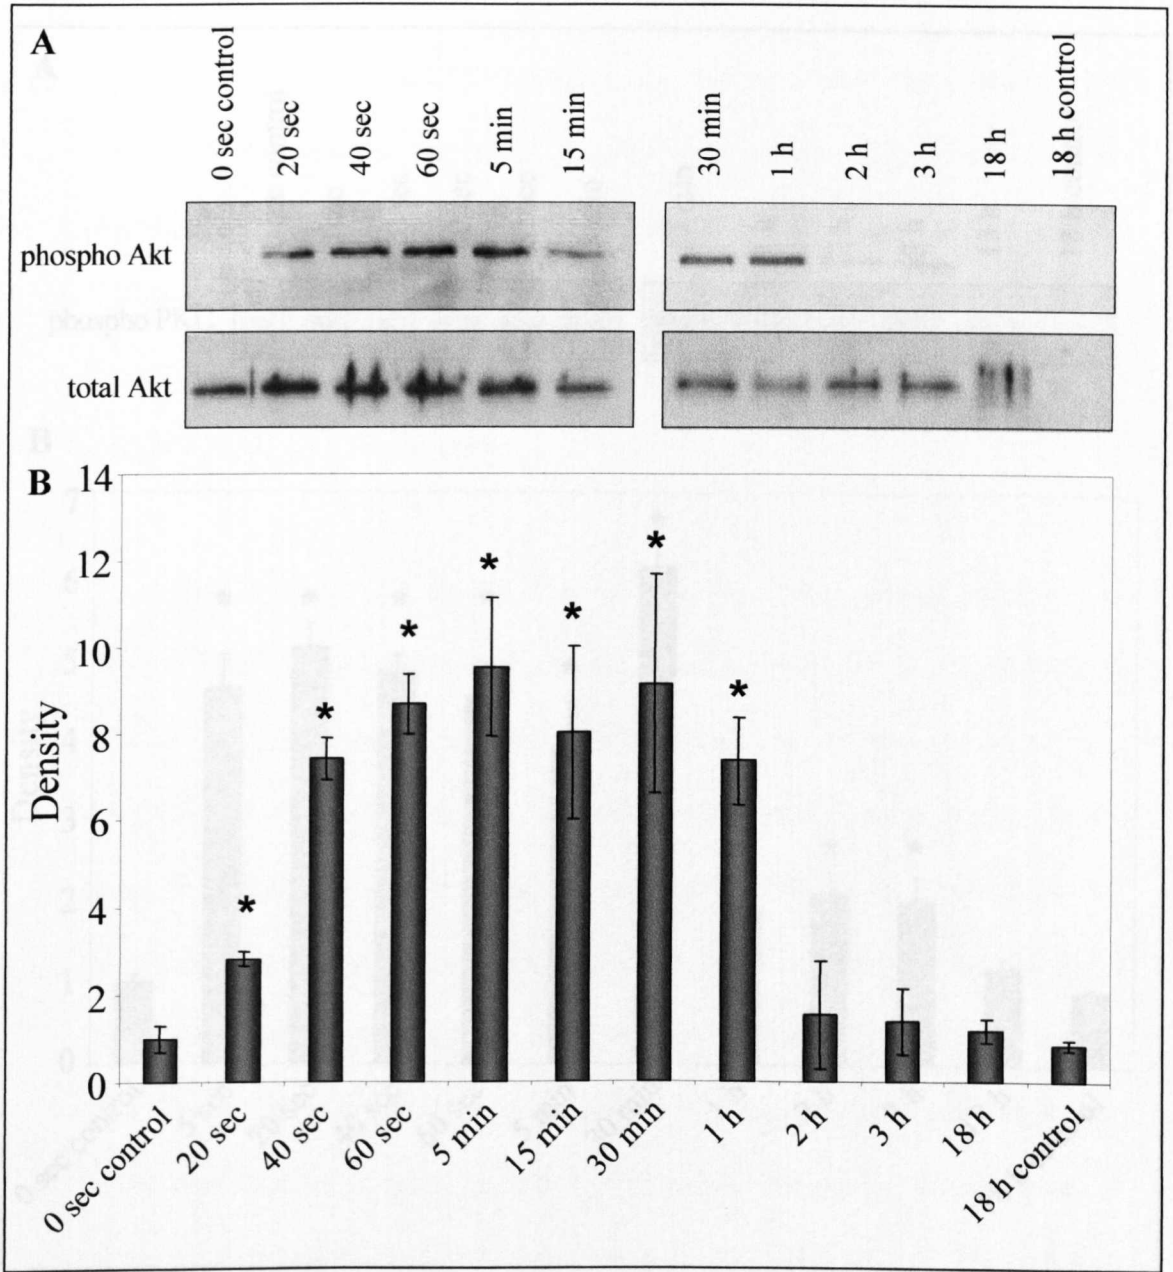 A
0 sec control
20 sec
40 sec
60 sec
5 min
15 min
30 min
1 h
2 h
3 h
18 h
18 h control
phospho Akt
total Akt
B
14
12
10
8
6
4
2
0
Density
*
*
*
*
*
*
*
*
0 sec control
20 sec
40 sec
60 sec
5 min
15 min
30 min
1 h
2 h
3 h
18 h
18 h control